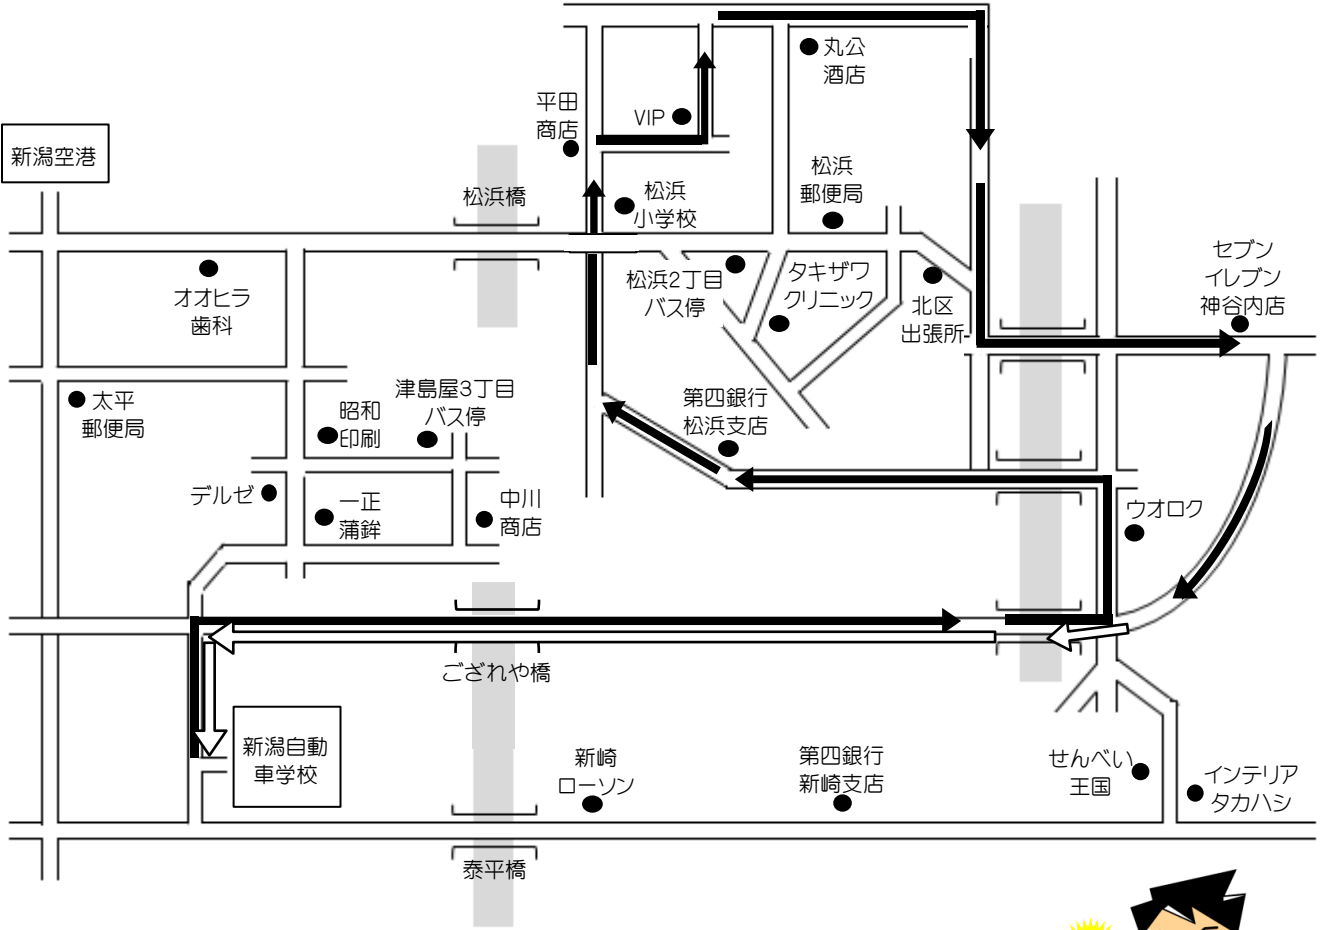 丸公
酒店
平田
商店
VIP
新潟空港
松浜橋
松浜
小学校
松浜
郵便局
オオヒラ
歯科
松浜2丁目
バス停
タキザワ
クリニック
北区
出張所
セブン
イレブン
神谷内店
太平
郵便局
昭和
印刷
津島屋3丁目
バス停
第四銀行
松浜支店
デルゼ
一正
蒲鉾
中川
商店
ウオロク
ござれや橋
新潟自動
車学校
新崎
ローソン
第四銀行
新崎支店
せんべい
王国
インテリア
タカハシ
泰平橋